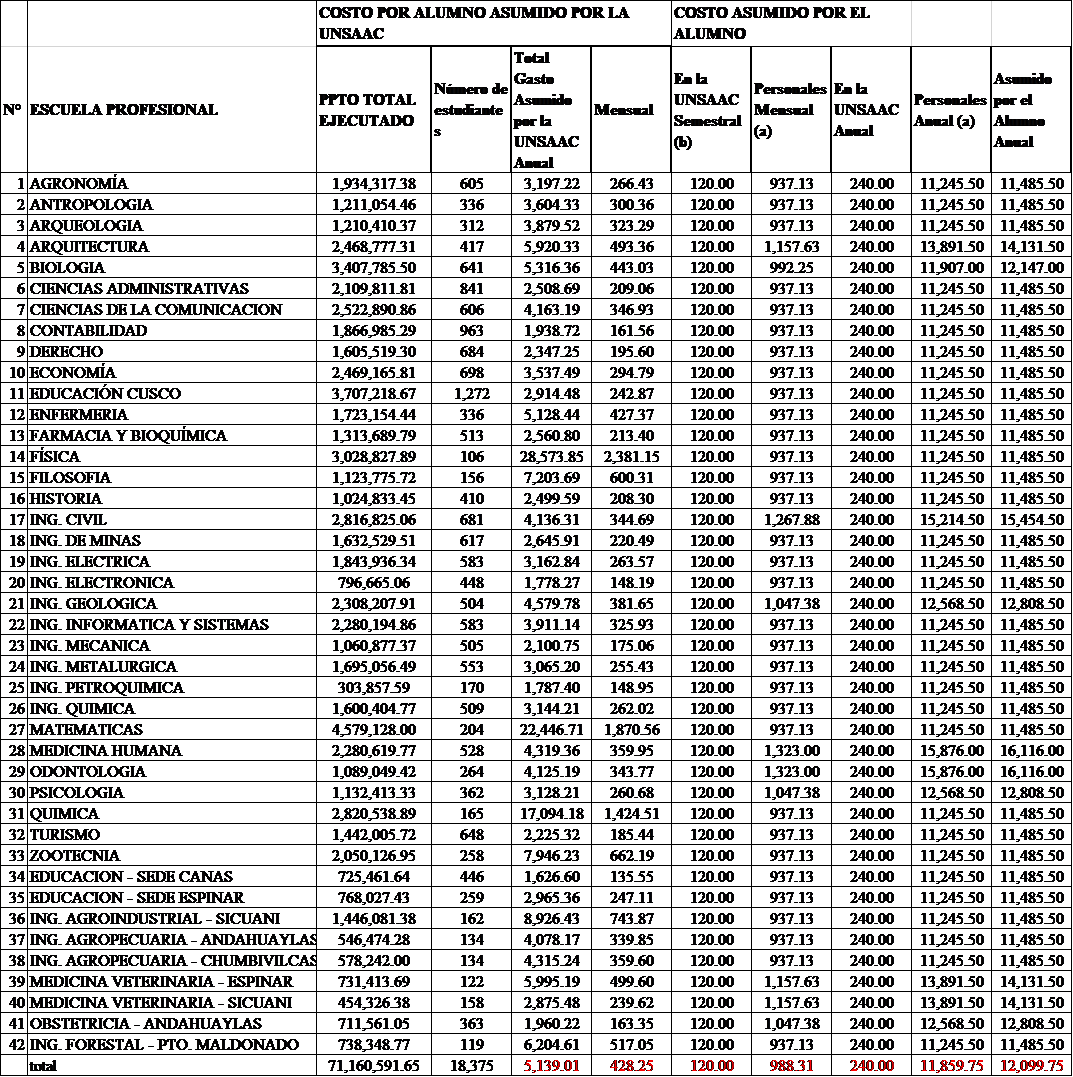 COSTO POR ALUMNO ASUMIDO POR LA UNSAAC COSTO ASUMIDO POR EL ALUMNO
N° ESCUELA PROFESIONAL PPTO TOTAL EJECUTADO Número de estudiantes Total Gasto Asumido por la UNSAAC Anual Mensual En la UNSAAC Semestral (b) Personales Mensual (a) En la UNSAAC Anual Personales Anual (a) Asumido por el Alumno Anual
1 AGRONOMÍA 1,934,317.38 605 3,197.22 266.43 120.00 937.13 240.00 11,245.50 11,485.50
2 ANTROPOLOGIA 1,211,054.46 336 3,604.33 300.36 120.00 937.13 240.00 11,245.50 11,485.50
3 ARQUEOLOGIA 1,210,410.37 312 3,879.52 323.29 120.00 937.13 240.00 11,245.50 11,485.50
4 ARQUITECTURA 2,468,777.31 417 5,920.33 493.36 120.00 1,157.63 240.00 13,891.50 14,131.50
5 BIOLOGIA 3,407,785.50 641 5,316.36 443.03 120.00 992.25 240.00 11,907.00 12,147.00
6 CIENCIAS ADMINISTRATIVAS 2,109,811.81 841 2,508.69 209.06 120.00 937.13 240.00 11,245.50 11,485.50
7 CIENCIAS DE LA COMUNICACION 2,522,890.86 606 4,163.19 346.93 120.00 937.13 240.00 11,245.50 11,485.50
8 CONTABILIDAD 1,866,985.29 963 1,938.72 161.56 120.00 937.13 240.00 11,245.50 11,485.50
9 DERECHO 1,605,519.30 684 2,347.25 195.60 120.00 937.13 240.00 11,245.50 11,485.50
10 ECONOMÍA 2,469,165.81 698 3,537.49 294.79 120.00 937.13 240.00 11,245.50 11,485.50
11 EDUCACIÓN CUSCO 3,707,218.67 1,272 2,914.48 242.87 120.00 937.13 240.00 11,245.50 11,485.50
12 ENFERMERIA 1,723,154.44 336 5,128.44 427.37 120.00 937.13 240.00 11,245.50 11,485.50
13 FARMACIA Y BIOQUÍMICA 1,313,689.79 513 2,560.80 213.40 120.00 937.13 240.00 11,245.50 11,485.50
14 FÍSICA 3,028,827.89 106 28,573.85 2,381.15 120.00 937.13 240.00 11,245.50 11,485.50
15 FILOSOFIA 1,123,775.72 156 7,203.69 600.31 120.00 937.13 240.00 11,245.50 11,485.50
16 HISTORIA 1,024,833.45 410 2,499.59 208.30 120.00 937.13 240.00 11,245.50 11,485.50
17 ING. CIVIL 2,816,825.06 681 4,136.31 344.69 120.00 1,267.88 240.00 15,214.50 15,454.50
18 ING. DE MINAS 1,632,529.51 617 2,645.91 220.49 120.00 937.13 240.00 11,245.50 11,485.50
19 ING. ELECTRICA 1,843,936.34 583 3,162.84 263.57 120.00 937.13 240.00 11,245.50 11,485.50
20 ING. ELECTRONICA 796,665.06 448 1,778.27 148.19 120.00 937.13 240.00 11,245.50 11,485.50
21 ING. GEOLOGICA 2,308,207.91 504 4,579.78 381.65 120.00 1,047.38 240.00 12,568.50 12,808.50
22 ING. INFORMATICA Y SISTEMAS 2,280,194.86 583 3,911.14 325.93 120.00 937.13 240.00 11,245.50 11,485.50
23 ING. MECANICA 1,060,877.37 505 2,100.75 175.06 120.00 937.13 240.00 11,245.50 11,485.50
24 ING. METALURGICA 1,695,056.49 553 3,065.20 255.43 120.00 937.13 240.00 11,245.50 11,485.50
25 ING. PETROQUIMICA 303,857.59 170 1,787.40 148.95 120.00 937.13 240.00 11,245.50 11,485.50
26 ING. QUIMICA 1,600,404.77 509 3,144.21 262.02 120.00 937.13 240.00 11,245.50 11,485.50
27 MATEMATICAS 4,579,128.00 204 22,446.71 1,870.56 120.00 937.13 240.00 11,245.50 11,485.50
28 MEDICINA HUMANA 2,280,619.77 528 4,319.36 359.95 120.00 1,323.00 240.00 15,876.00 16,116.00
29 ODONTOLOGIA 1,089,049.42 264 4,125.19 343.77 120.00 1,323.00 240.00 15,876.00 16,116.00
30 PSICOLOGIA 1,132,413.33 362 3,128.21 260.68 120.00 1,047.38 240.00 12,568.50 12,808.50
31 QUIMICA 2,820,538.89 165 17,094.18 1,424.51 120.00 937.13 240.00 11,245.50 11,485.50
32 TURISMO 1,442,005.72 648 2,225.32 185.44 120.00 937.13 240.00 11,245.50 11,485.50
33 ZOOTECNIA 2,050,126.95 258 7,946.23 662.19 120.00 937.13 240.00 11,245.50 11,485.50
34 EDUCACION - SEDE CANAS 725,461.64 446 1,626.60 135.55 120.00 937.13 240.00 11,245.50 11,485.50
35 EDUCACION - SEDE ESPINAR 768,027.43 259 2,965.36 247.11 120.00 937.13 240.00 11,245.50 11,485.50
36 ING. AGROINDUSTRIAL - SICUANI 1,446,081.38 162 8,926.43 743.87 120.00 937.13 240.00 11,245.50 11,485.50
37 ING. AGROPECUARIA - ANDAHUAYLAS 546,474.28 134 4,078.17 339.85 120.00 937.13 240.00 11,245.50 11,485.50
38 ING. AGROPECUARIA - CHUMBIVILCAS 578,242.00 134 4,315.24 359.60 120.00 937.13 240.00 11,245.50 11,485.50
39 MEDICINA VETERINARIA - ESPINAR 731,413.69 122 5,995.19 499.60 120.00 1,157.63 240.00 13,891.50 14,131.50
40 MEDICINA VETERINARIA - SICUANI 454,326.38 158 2,875.48 239.62 120.00 1,157.63 240.00 13,891.50 14,131.50
41 OBSTETRICIA - ANDAHUAYLAS 711,561.05 363 1,960.22 163.35 120.00 1,047.38 240.00 12,568.50 12,808.50
42 ING. FORESTAL - PTO. MALDONADO 738,348.77 119 6,204.61 517.05 120.00 937.13 240.00 11,245.50 11,485.50
total 71,160,591.65 18,375 5,139.01 428.25 120.00 988.31 240.00 11,859.75 12,099.75